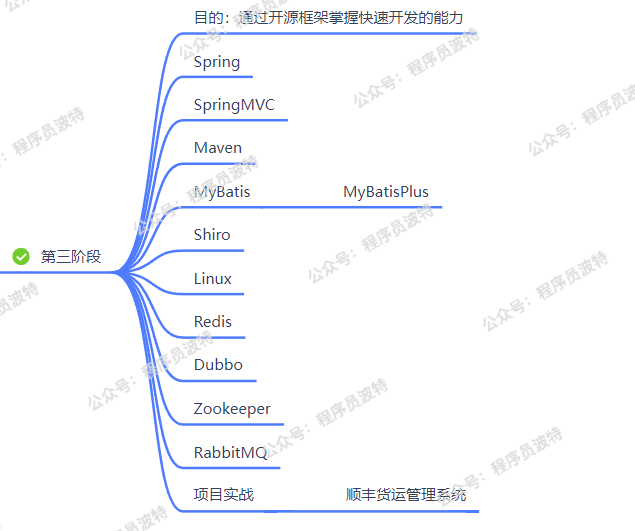 目的：通过开源框架掌握快速开发的能力
Spring
SpringMVC
Maven
MyBatis MyBatisPlus
Shiro
第三阶段
Linux
Redis
Dubbo
Zookeeper
RabbitMQ
项目实战 顺丰货运管理系统
公众号：程序员波特